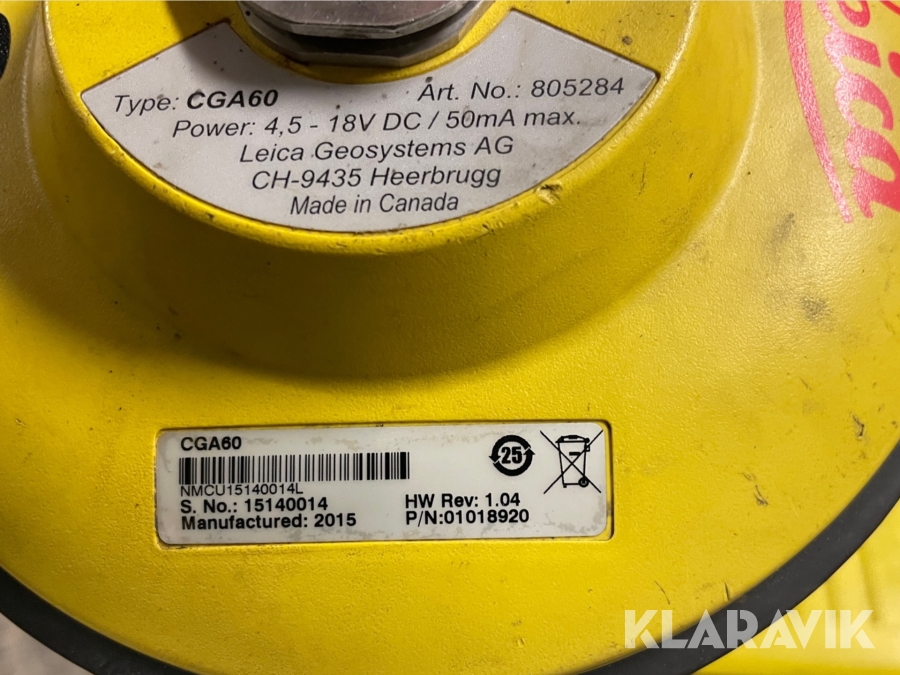 Leica
Type: CGA60 Art. No.: 805284
Power: 4,5 - 18V DC / 50mA max.
Leica Geosystems AG
CH-9435 Heerbrugg
Made in Canada
CGA60
25
NMCU15140014L
S. No.: 15140014 HW Rev: 1.04
Manufactured: 2015 P/N:01018920
KLARAVIK